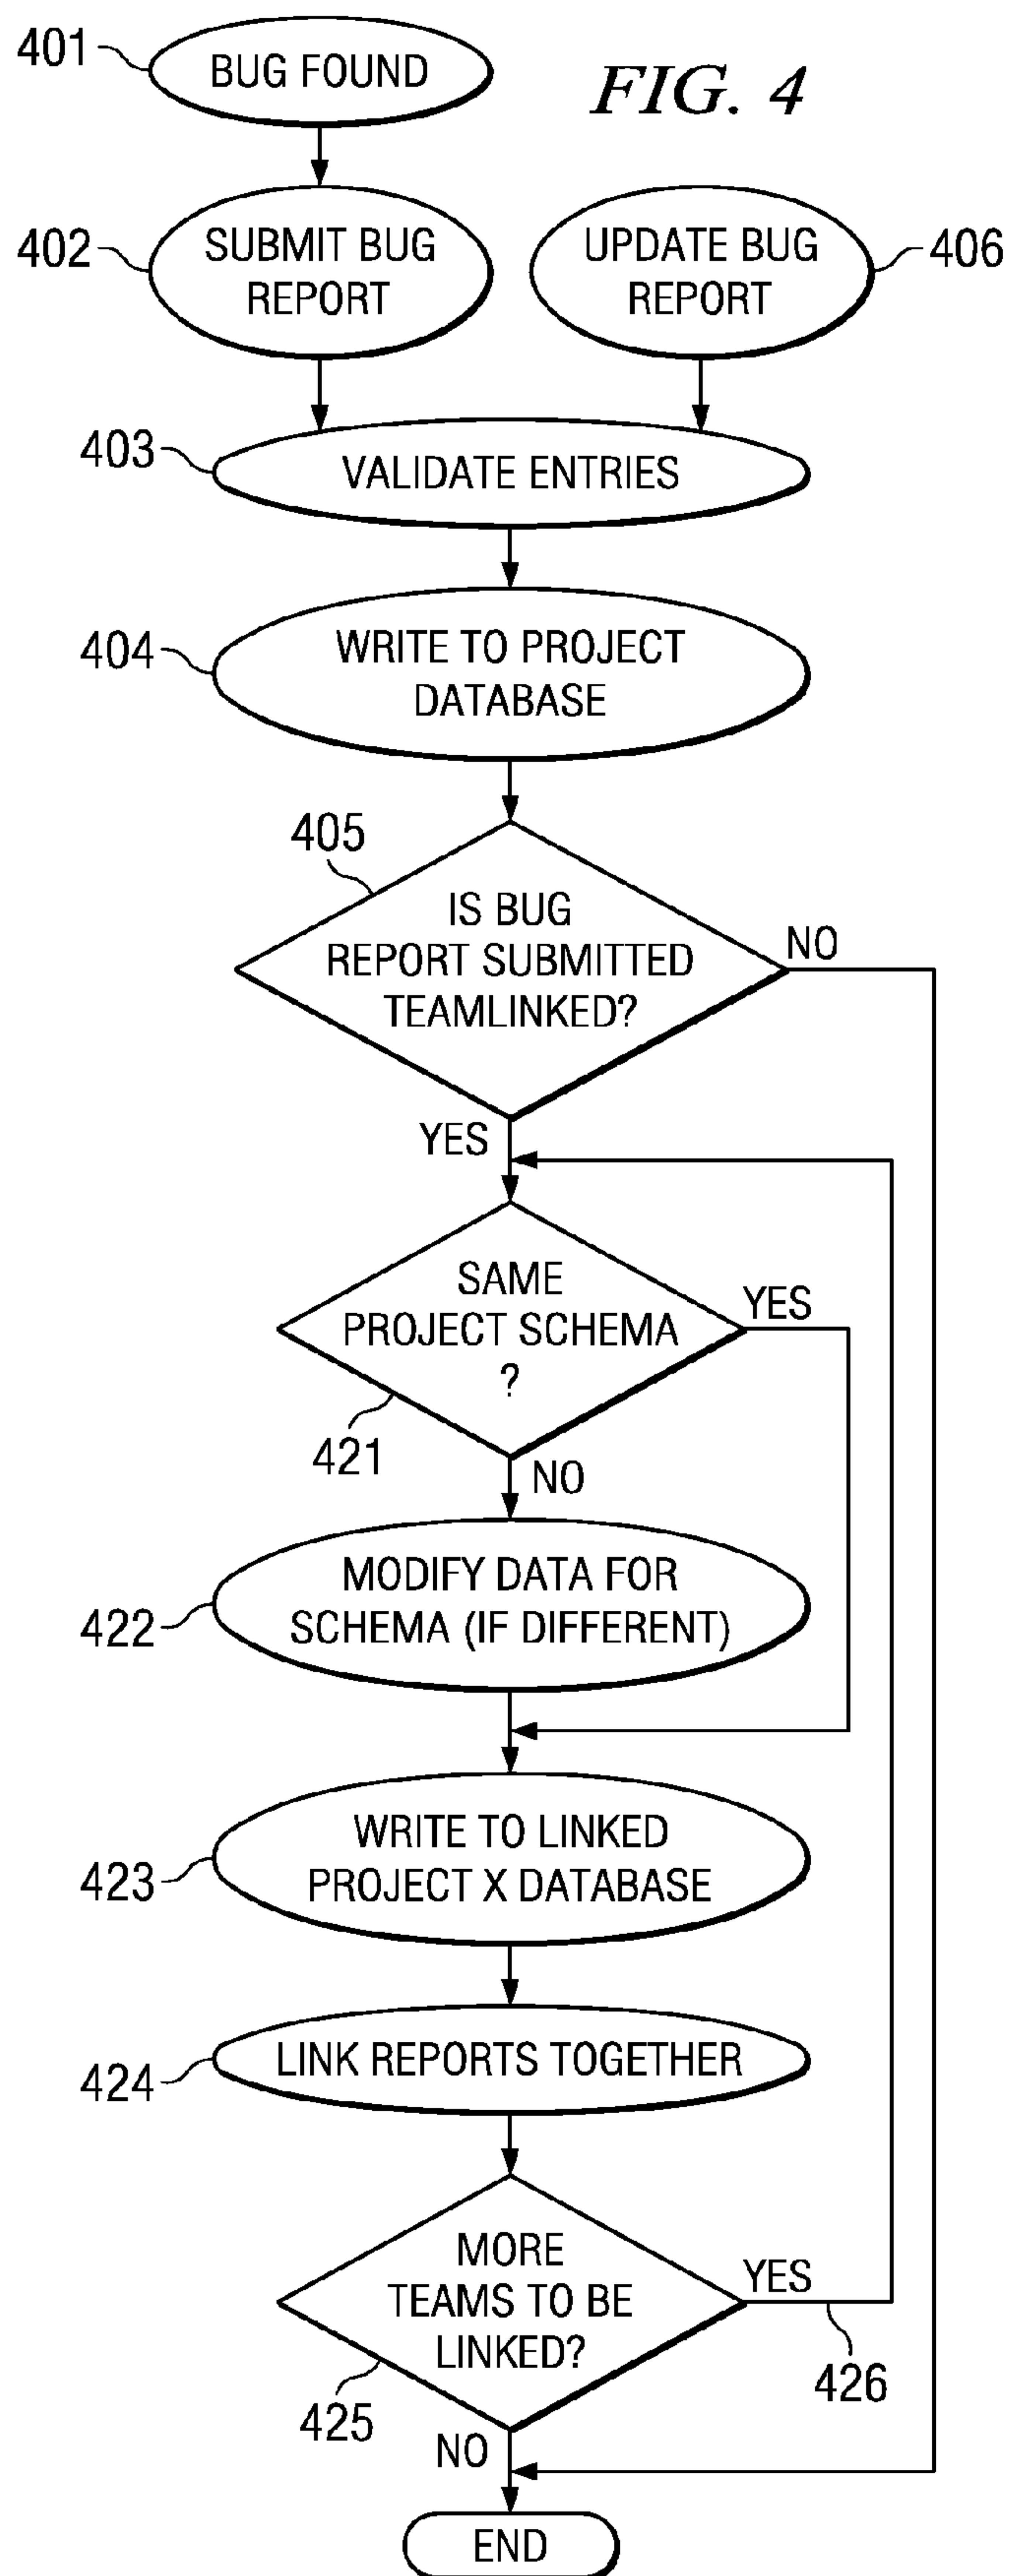 401
BUG FOUND
FIG. 4
402
SUBMIT BUG
REPORT
UPDATE BUG
REPORT
406
403
VALIDATE ENTRIES
404
WRITE TO PROJECT
DATABASE
405
IS BUG
REPORT SUBMITTED
TEAMLINKED?
NO
YES
SAME
PROJECT SCHEMA
?
YES
421
NO
MODIFY DATA FOR
SCHEMA (IF DIFFERENT)
422
WRITE TO LINKED
PROJECT X DATABASE
423
LINK REPORTS TOGETHER
424
MORE
TEAMS TO BE
LINKED?
YES
426
425
NO
END